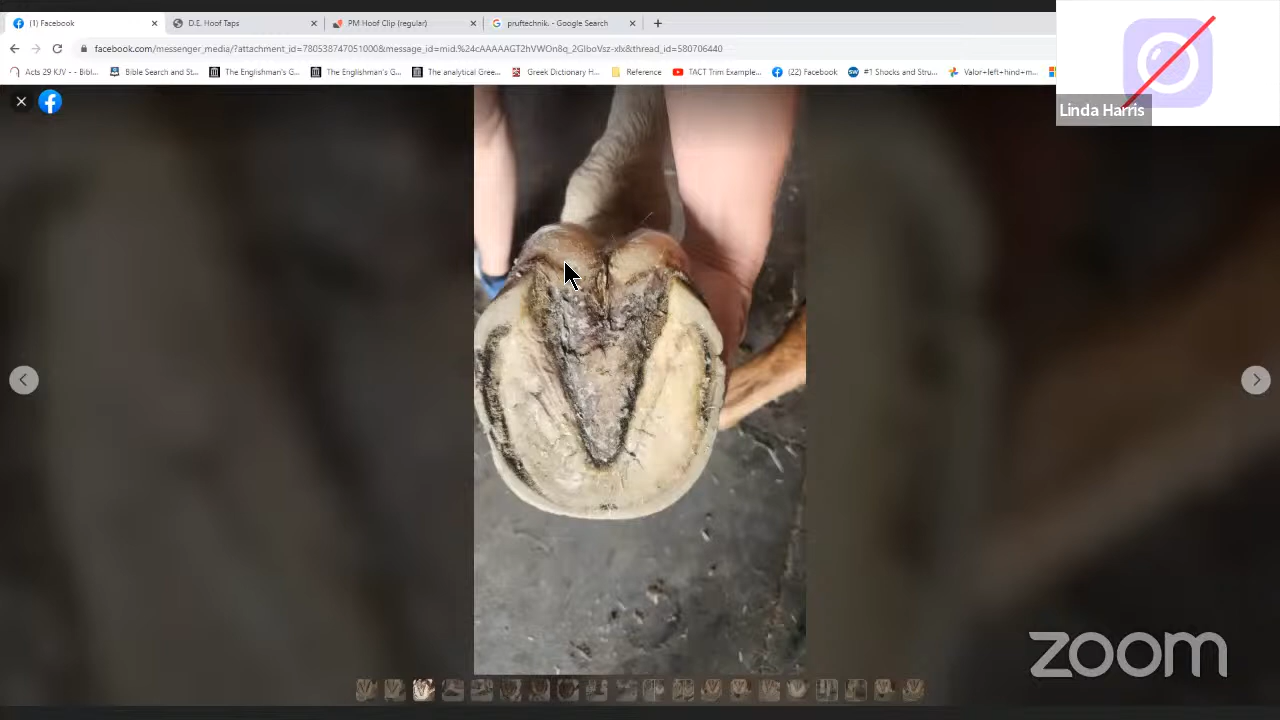 (1) Facebook
D.E. Hoof Taps
PM Hoof Clip (regular)
pruftechnik. - Google Search
facebook.com/messenger_media/?attachment_id=780538747051000&message_id=mid.%24cAAAAAGT2hVWOn8q_2GlboVsz-xlx&thread_id=580706440
Acts 29 KJV - - Bibl...
Bible Search and St...
The Englishman's G...
The Englishman's G...
The analytical Gree...
Greek Dictionary H...
Reference
TACT Trim Example...
(22) Facebook
SW
#1 Shocks and Stru...
Valor+left+hind+m...
Linda Harris
zoom